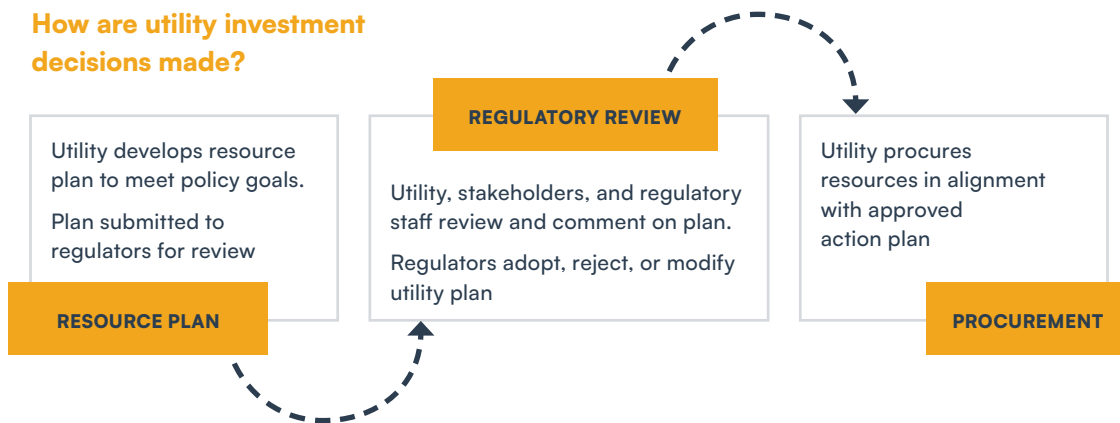 How are utility investment
decisions made?
Utility develops resource
plan to meet policy goals.
Plan submitted to
regulators for review
RESOURCE PLAN
REGULATORY REVIEW
Utility, stakeholders, and regulatory
staff review and comment on plan.
Regulators adopt, reject, or modify
utility plan
Utility procures
resources in alignment
with approved
action plan
PROCUREMENT